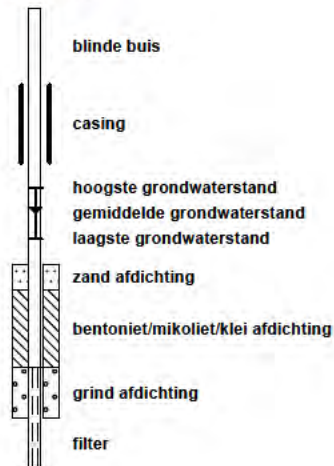 blinde buis
casing
hoogste grondwaterstand
gemiddelde grondwaterstand
laagste grondwaterstand
zand afdichting
bentoniet/mikoliet/klei afdichting
grind afdichting
filter